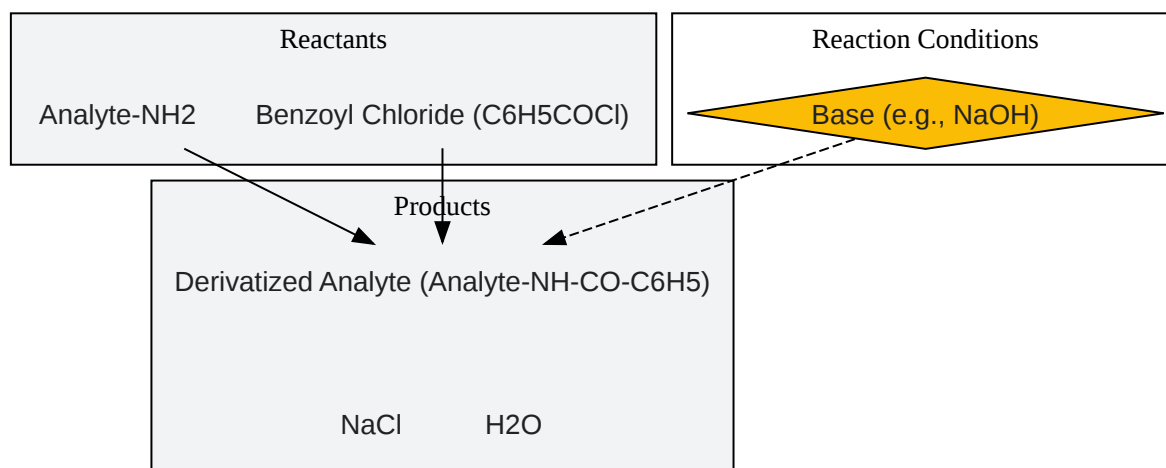 Reactants
Analyte-NH2
Benzoyl Chloride (C6H5COCl)
Reaction Conditions
Base (e.g., NaOH)
Products
Derivatized Analyte (Analyte-NH-CO-C6H5)
NaCl
H2O